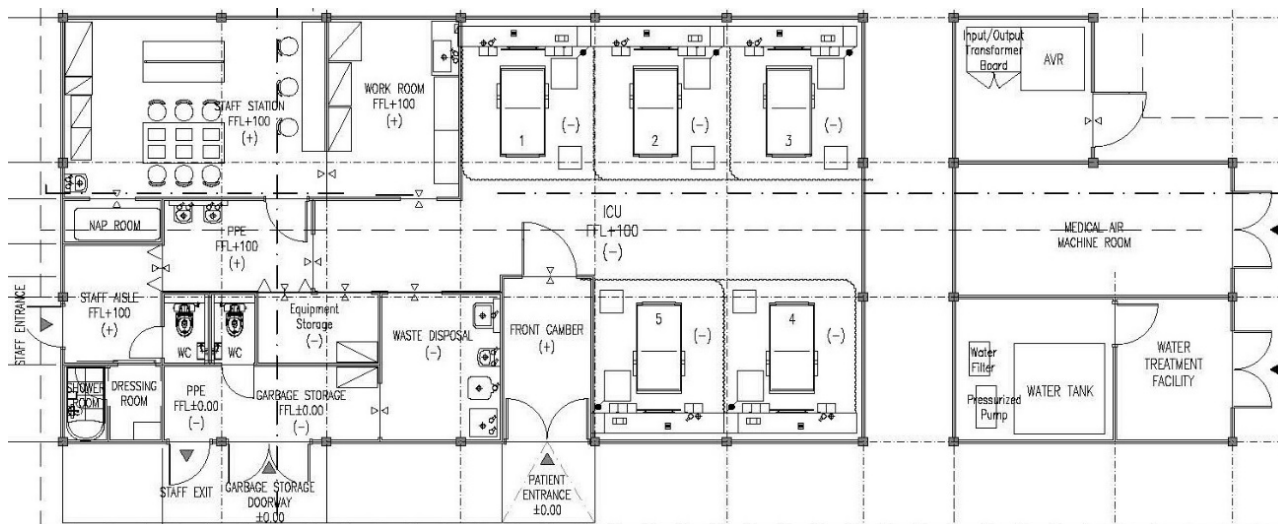 STAFF STATION
FFL+100
(+)
WORK ROOM
FFL+100
(+)
1
(-)
2
(-)
3
(-)
Input/Output
Transformer
Board
AVR
NAP ROOM
PPE
FFL+100
(+)
ICU
FFL+100
(-)
MEDICAL AIR
MACHINE ROOM
STAFF ENTRANCE
STAFF AISLE
FFL+100
(+)
WC
WC
Equipment
Storage
(-)
WASTE DISPOSAL
(-)
FRONT CAMBER
(+)
5
(-)
4
(-)
Water
Filter
Pressurized
Pump
WATER TANK
WATER
TREATMENT
FACILITY
SHOWER
ROOM
DRESSING
ROOM
PPE
FFL±0.00
(-)
GARBAGE STORAGE
FFL±0.00
(-)
STAFF EXIT
GARBAGE STORAGE
DOORWAY
±0.00
PATIENT
ENTRANCE
±0.00